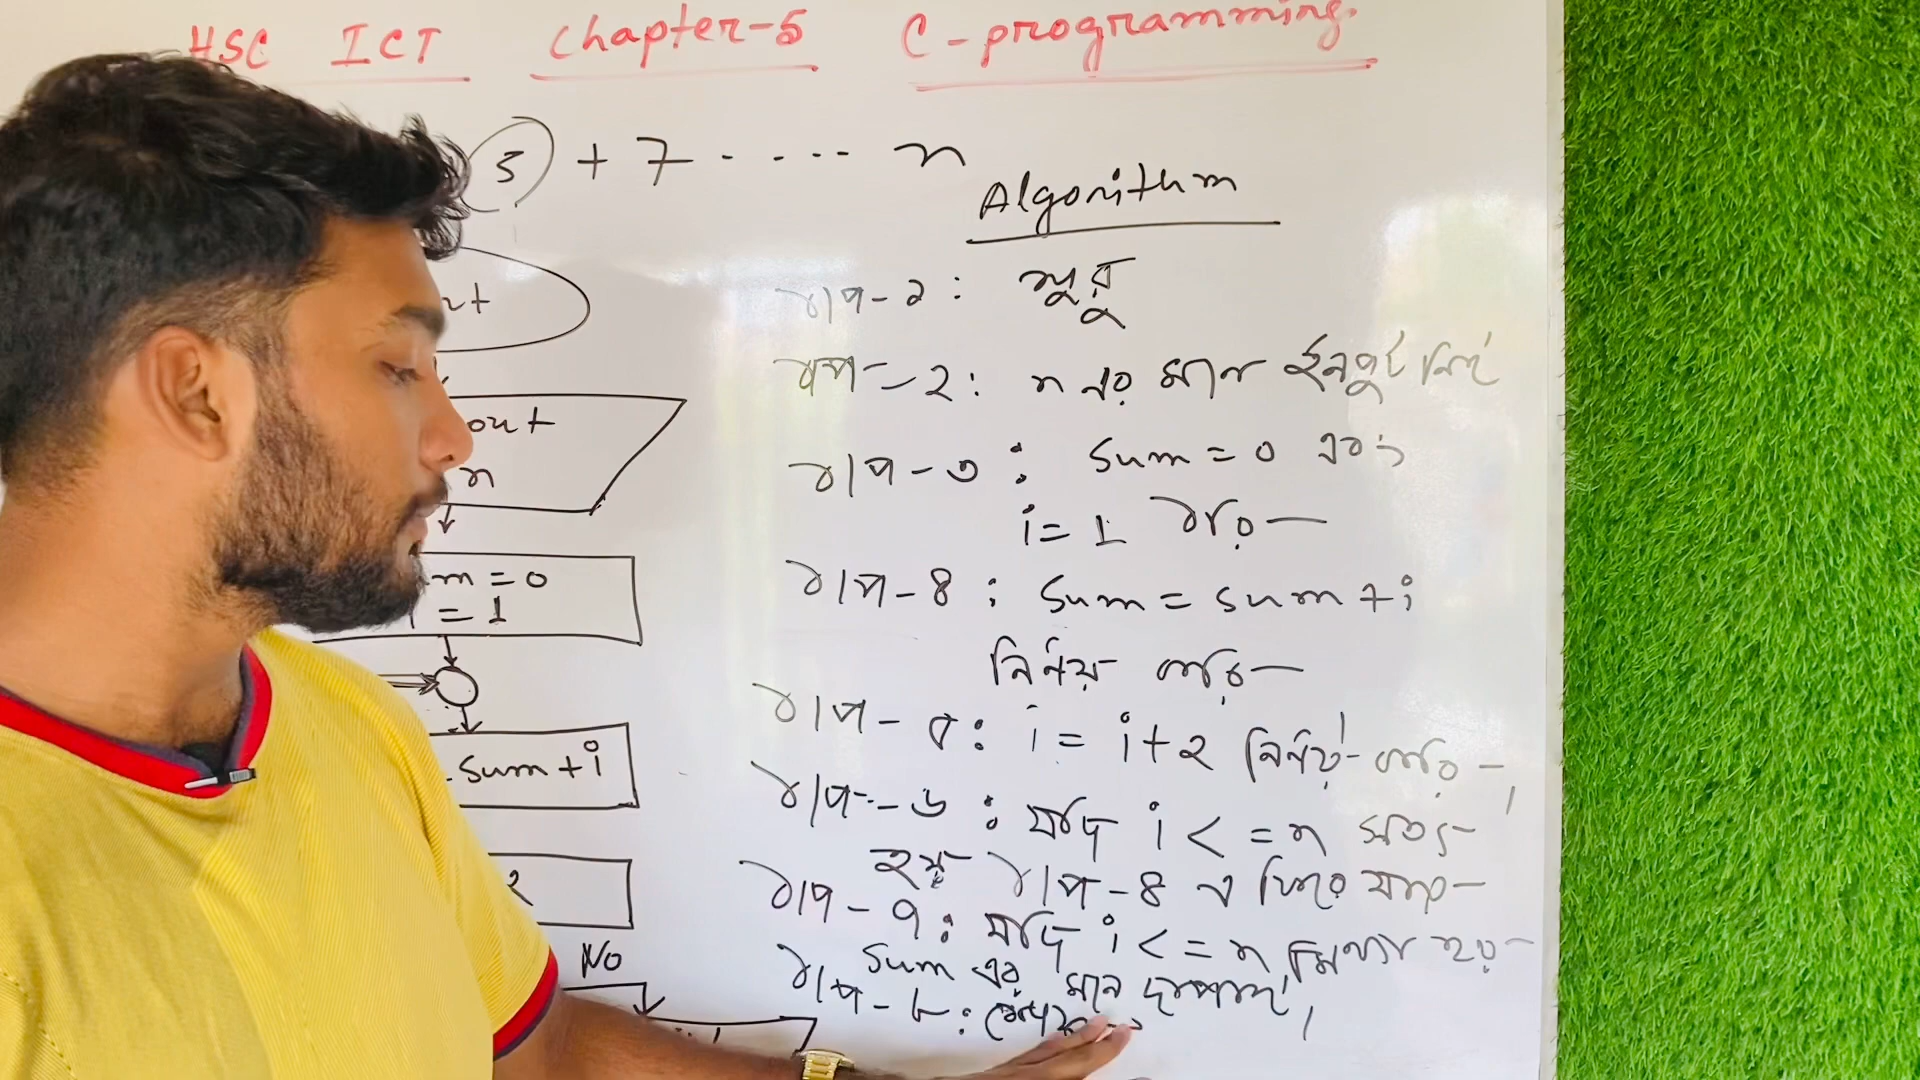 HSC ICT Chapter-5 C-programming.
5 + 7 ..... n
Algorithm
ধাপ-১ : শুরু
ধাপ-২ : n এর মান ইনপুট নিই
ধাপ-৩ : Sum = 0 এবং
i = 1 ধরি।
ধাপ-৪ : Sum = sum + i
নির্ণয় করি।
ধাপ-৫ : i = i+2 নির্ণয় করি।
ধাপ-৬ : যদি i <= n সত্য
হয় ধাপ-৪ এ ফিরে যাই।
ধাপ-৭ : যদি i <= n মিথ্যা হয়
Sum এর মান ছাপাই।
ধাপ-৮ : শেষ
out
n
m = 0
= 1
sum + i
2
No